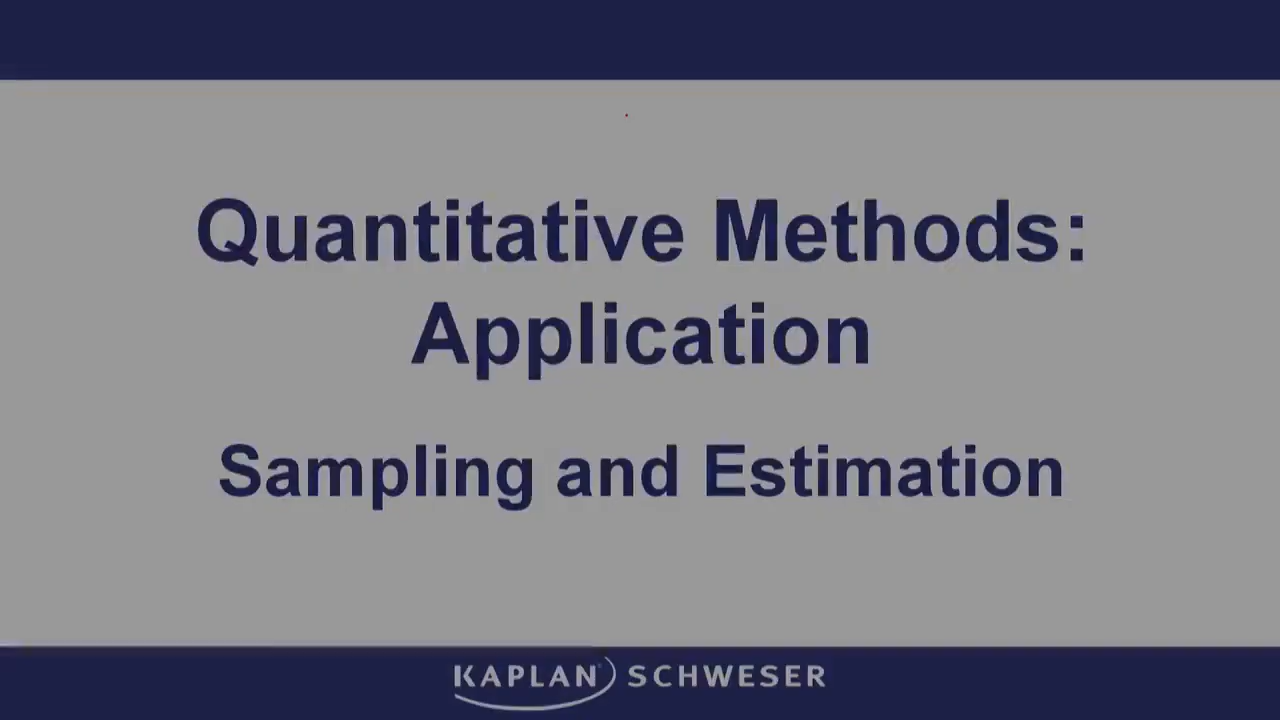 Quantitative Methods:
Application
Sampling and Estimation
KAPLAN SCHWESER